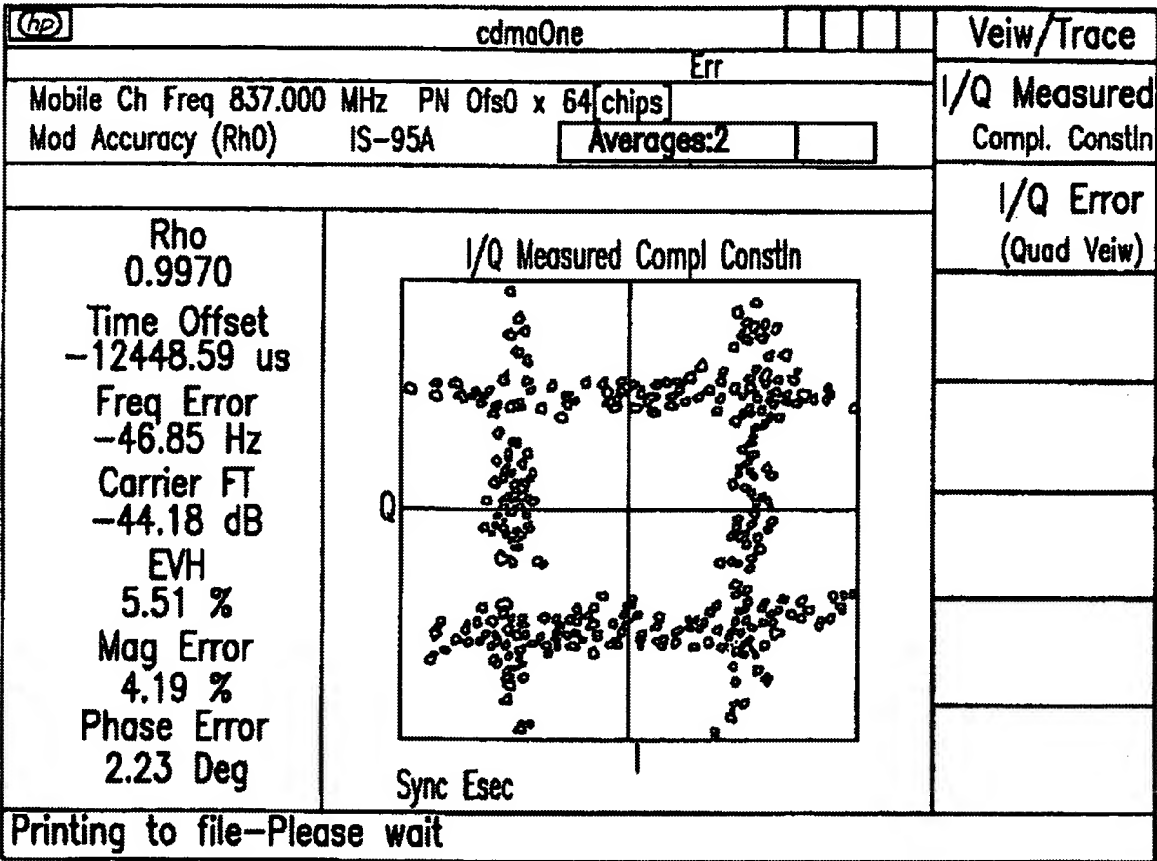 hp
cdmaOne
Err
Mobile Ch Freq 837.000 MHz PN Ofs0 x 64[chips]
Mod Accuracy (Rh0) IS-95A Averages:2
Rho
0.9970
Time Offset
-12448.59 us
Freq Error
-46.85 Hz
Carrier FT
-44.18 dB
EVH
5.51 %
Mag Error
4.19 %
Phase Error
2.23 Deg
I/Q Measured Compl Constln
Q
I
Sync Esec
Veiw/Trace
I/Q Measured
Compl. Constln
I/Q Error
(Quad Veiw)
Printing to file-Please wait